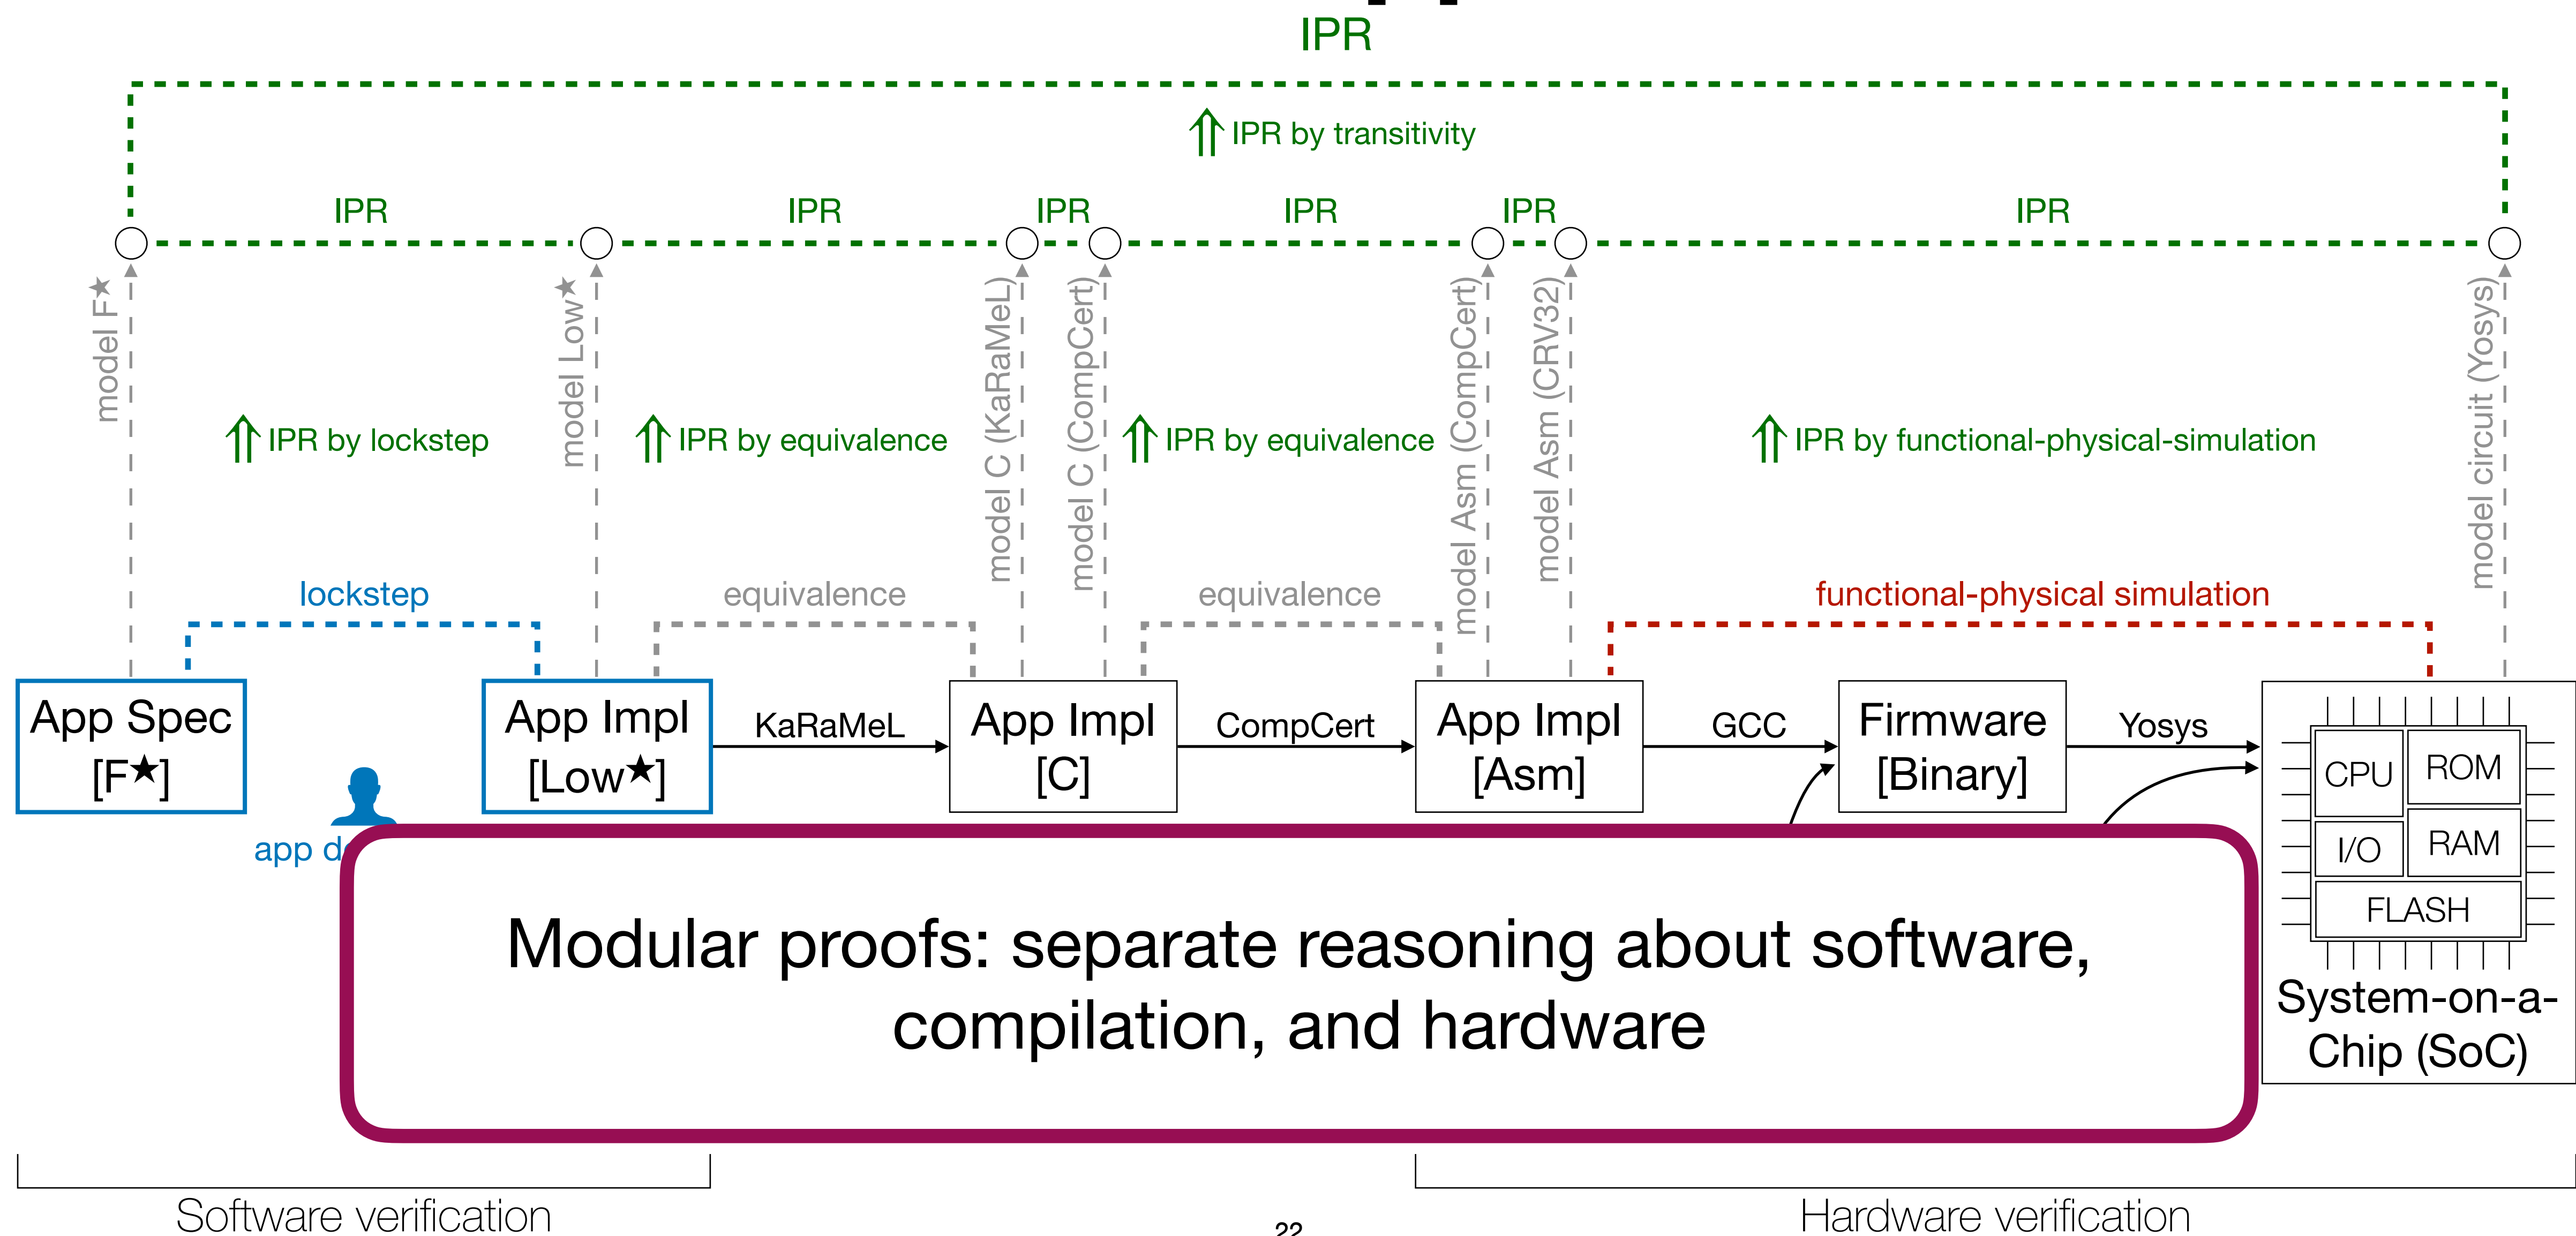 IPR
⇑ IPR by transitivity
IPR
IPR
IPR
IPR
IPR
IPR
model F★
model Low★
model C (KaRaMeL)
model C (CompCert)
model Asm (CompCert)
model Asm (CRV32)
model circuit (Yosys)
⇑ IPR by lockstep
⇑ IPR by equivalence
⇑ IPR by equivalence
⇑ IPR by functional-physical-simulation
lockstep
equivalence
equivalence
functional-physical simulation
App Spec
[F★]
App Impl
[Low★]
KaRaMeL
App Impl
[C]
CompCert
App Impl
[Asm]
GCC
Firmware
[Binary]
Yosys
CPU
ROM
I/O
RAM
FLASH
System-on-a-
Chip (SoC)
app
Modular proofs: separate reasoning about software,
compilation, and hardware
Software verification
22
Hardware verification